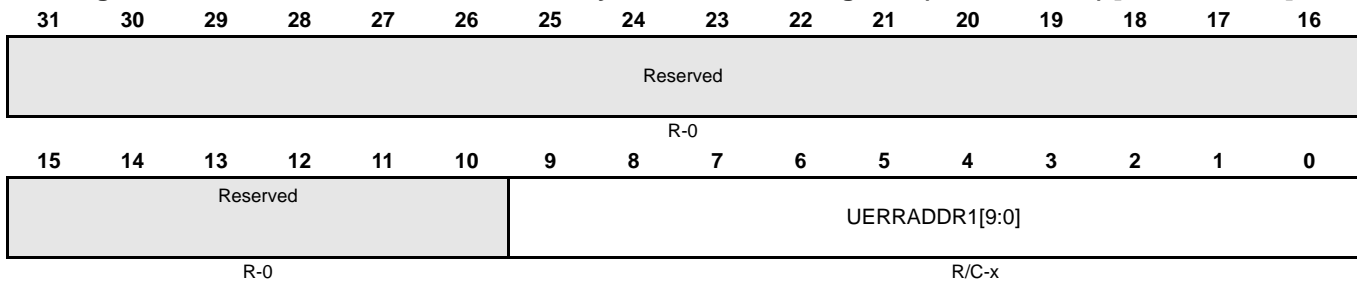 31 30 29 28 27 26 25 24 23 22 21 20 19 18 17 16
Reserved
R-0
15 14 13 12 11 10 9 8 7 6 5 4 3 2 1 0
Reserved UERRADDR1[9:0]
R-0 R/C-x